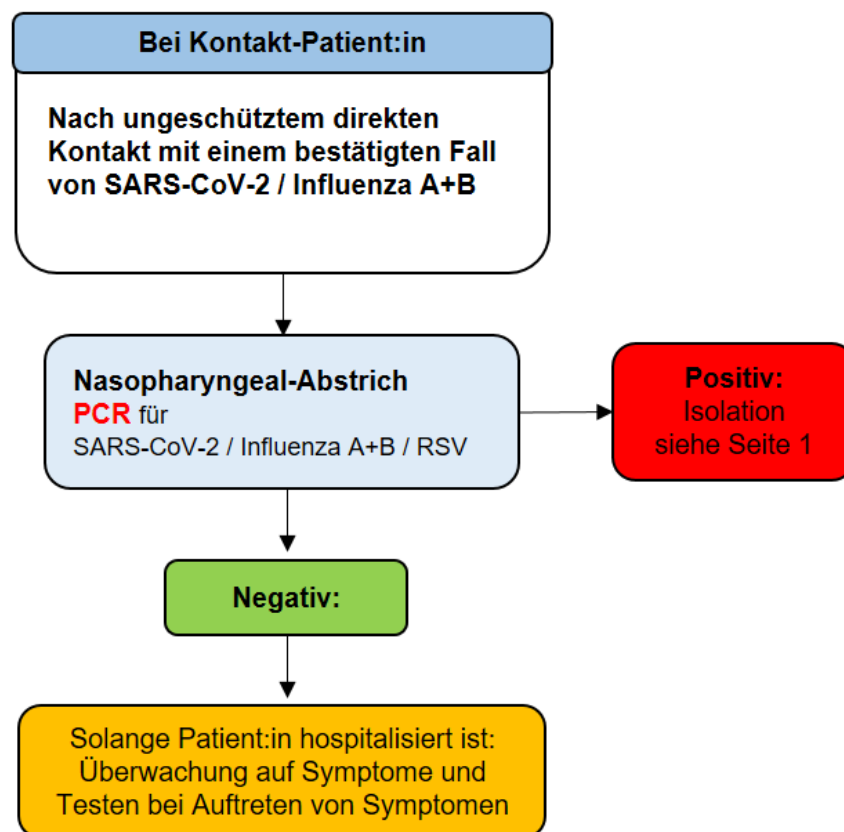 Bei Kontakt-Patient:in
Nach ungeschütztem direkten
Kontakt mit einem bestätigten Fall
von SARS-CoV-2 / Influenza A+B
Nasopharyngeal-Abstrich
PCR für
SARS-CoV-2 / Influenza A+B / RSV
Positiv:
Isolation
siehe Seite 1
Negativ:
Solange Patient:in hospitalisiert ist:
Überwachung auf Symptome und
Testen bei Auftreten von Symptomen